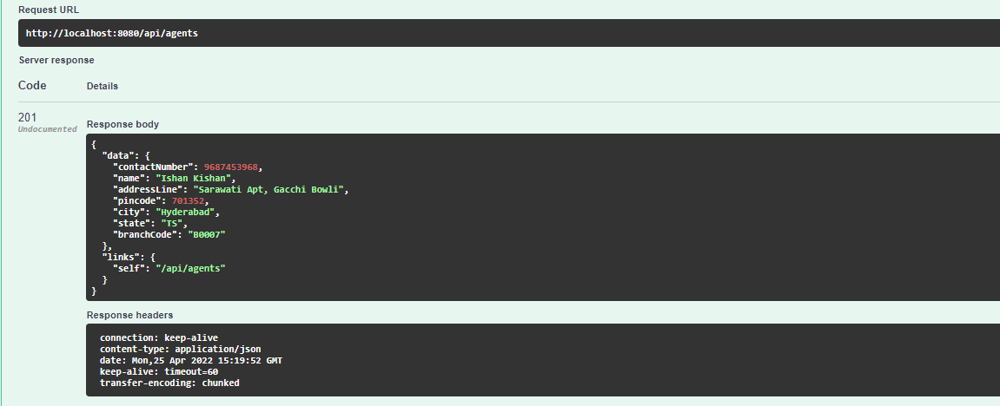 Request URL
http://localhost:8080/api/agents
Server response
Code Details
201
Undocumented
Response body
{
  "data": {
    "contactNumber": 9687453968,
    "name": "Ishan Kishan",
    "addressLine": "Sarawati Apt, Gacchi Bowli",
    "pincode": 701352,
    "city": "Hyderabad",
    "state": "TS",
    "branchCode": "B0007"
  },
  "links": {
    "self": "/api/agents"
  }
}
Response headers
connection: keep-alive
content-type: application/json
date: Mon,25 Apr 2022 15:19:52 GMT
keep-alive: timeout=60
transfer-encoding: chunked